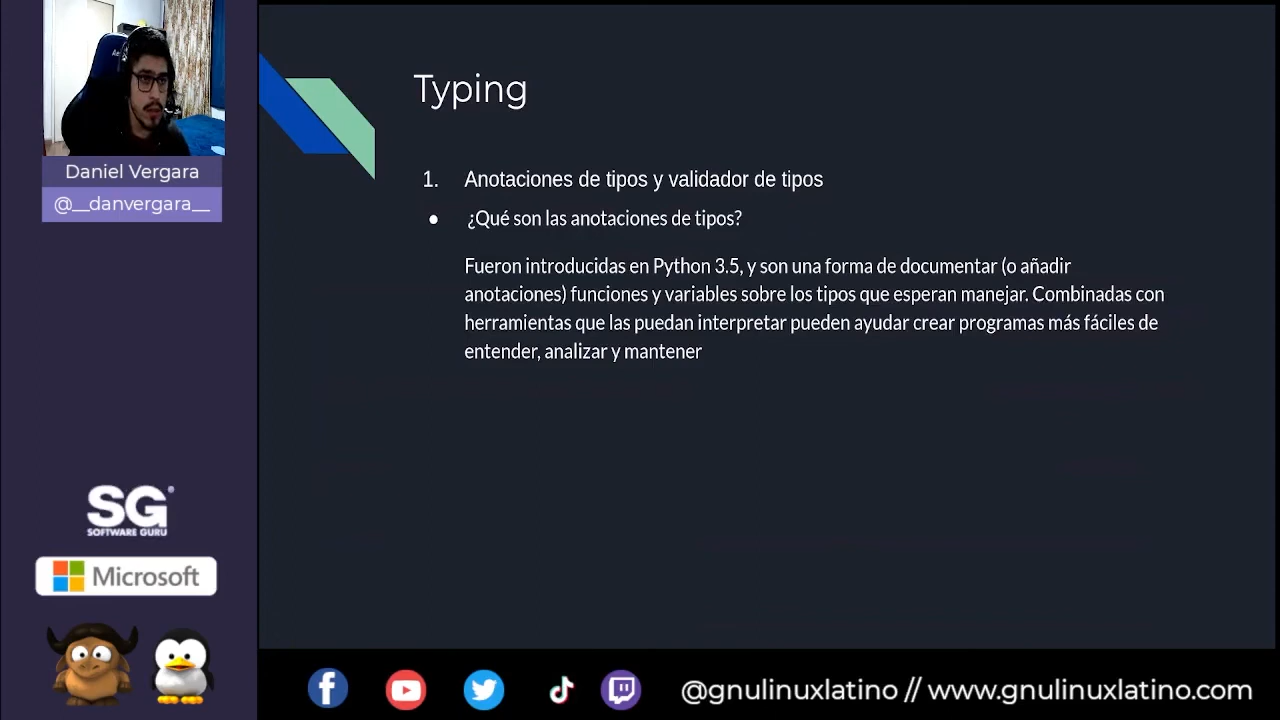 Daniel Vergara
@__danvergara__
SG
SOFTWARE GURU
Microsoft
Typing
1. Anotaciones de tipos y validador de tipos
● ¿Qué son las anotaciones de tipos?
Fueron introducidas en Python 3.5, y son una forma de documentar (o añadir
anotaciones) funciones y variables sobre los tipos que esperan manejar. Combinadas con
herramientas que las puedan interpretar pueden ayudar crear programas más fáciles de
entender, analizar y mantener
@gnulinuxlatino // www.gnulinuxlatino.com